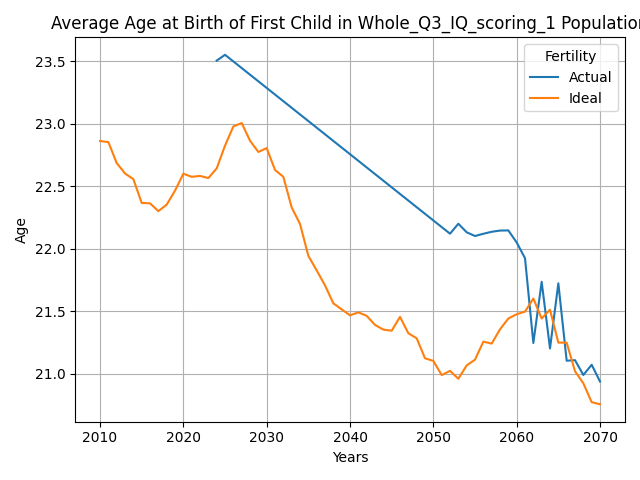 Average Age at Birth of First Child in Whole_Q3_IQ_scoring_1 Population
Fertility
Actual
Ideal
23.5
23.0
22.5
22.0
21.5
21.0
Age
2010 2020 2030 2040 2050 2060 2070
Years